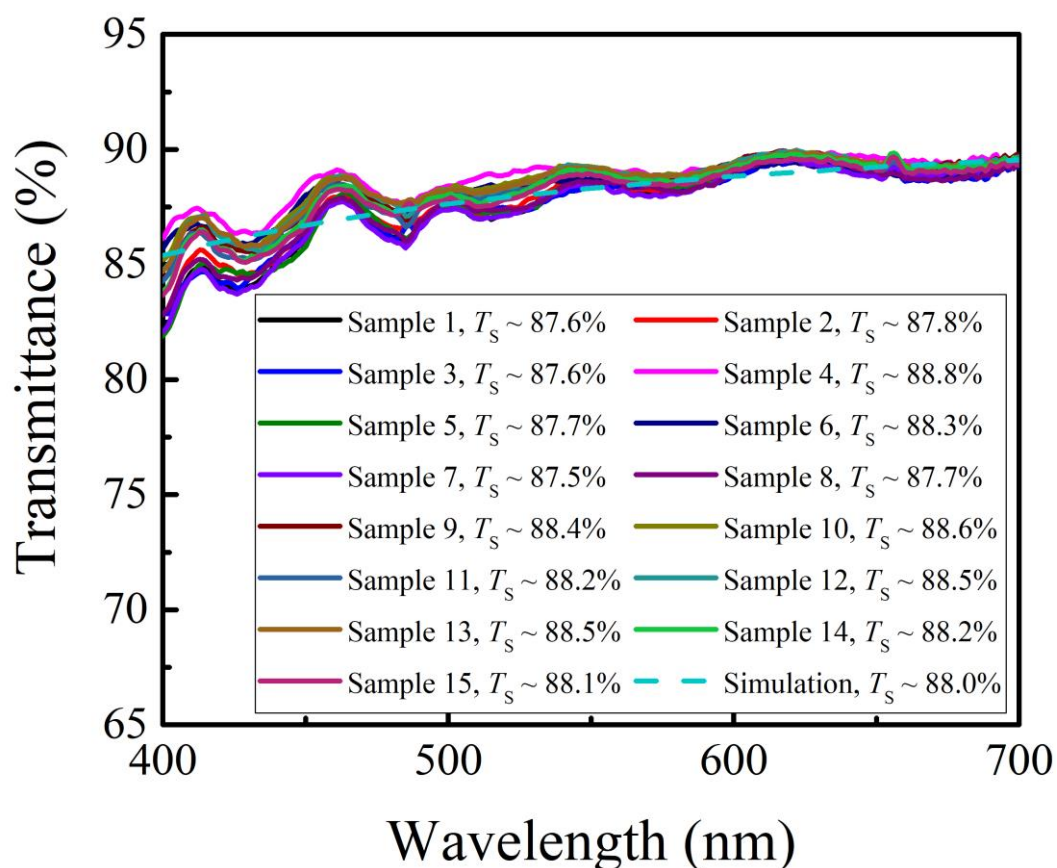 95
90
85
80
75
70
65
Transmittance (%)
Sample 1, TS ~ 87.6% Sample 2, TS ~ 87.8%
Sample 3, TS ~ 87.6% Sample 4, TS ~ 88.8%
Sample 5, TS ~ 87.7% Sample 6, TS ~ 88.3%
Sample 7, TS ~ 87.5% Sample 8, TS ~ 87.7%
Sample 9, TS ~ 88.4% Sample 10, TS ~ 88.6%
Sample 11, TS ~ 88.2% Sample 12, TS ~ 88.5%
Sample 13, TS ~ 88.5% Sample 14, TS ~ 88.2%
Sample 15, TS ~ 88.1% Simulation, TS ~ 88.0%
400 500 600 700
Wavelength (nm)